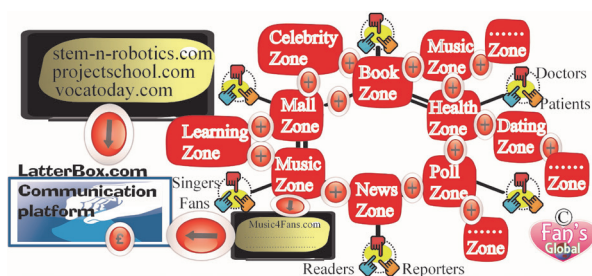 stem-n-robotics.com
projectschool.com
vocatoday.com
LatterBox.com
Communication
platform
£
Celebrity
Zone
Book
Zone
Music
Zone
.......
Zone
Doctors
Patients
Mall
Zone
Health
Zone
Dating
Zone
Learning
Zone
Music
Zone
Singers
Fans
News
Zone
Poll
Zone
.......
Zone
.......
Zone
Music4Fans.com
Readers
Reporters
©
Fan's
Global